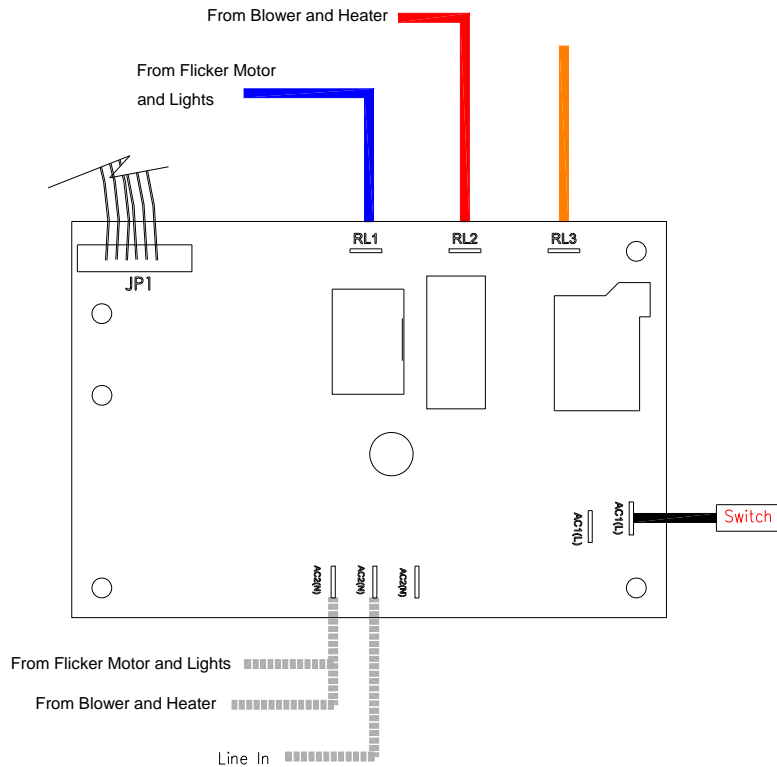 From Blower and Heater
From Flicker Motor
and Lights
RL1
RL2
RL3
JP1
AC1(L)
AC1(L)
Switch
AC2(N)
AC2(N)
AC2(N)
From Flicker Motor and Lights
From Blower and Heater
Line In